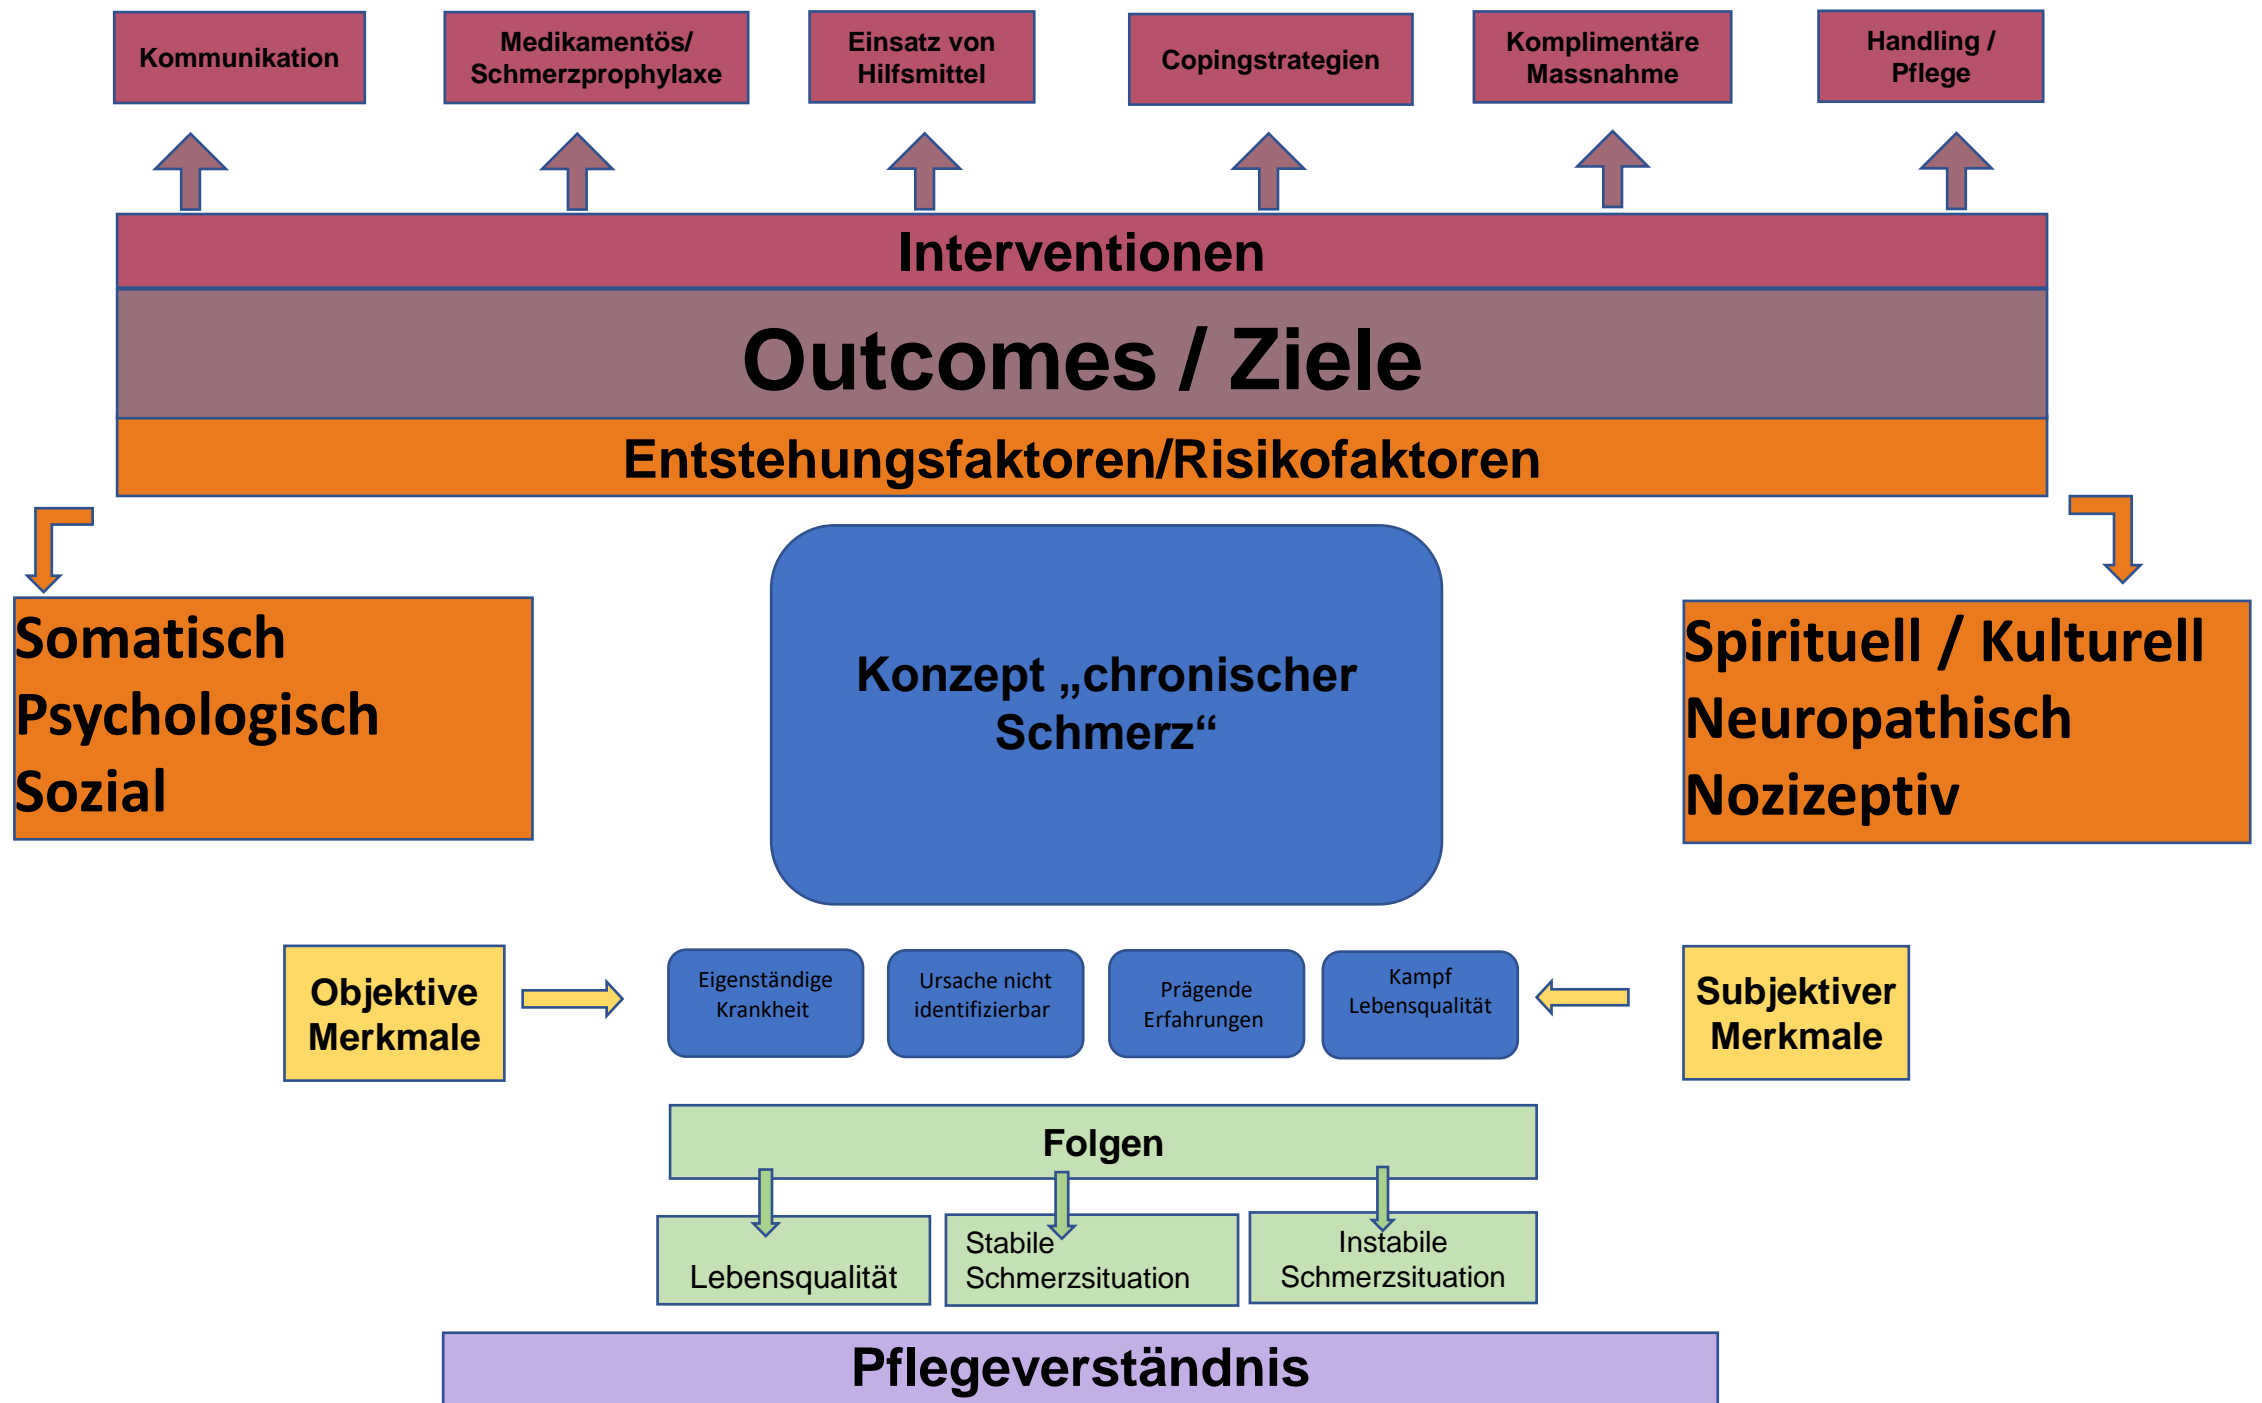 Kommunikation
Medikamentös/
Schmerzprophylaxe
Einsatz von
Hilfsmittel
Copingstrategien
Komplimentäre
Massnahme
Handling /
Pflege
Interventionen
Outcomes / Ziele
Entstehungsfaktoren/Risikofaktoren
Somatisch
Psychologisch
Sozial
Konzept „chronischer
Schmerz“
Spirituell / Kulturell
Neuropathisch
Nozizeptiv
Objektive
Merkmale
Eigenständige
Krankheit
Ursache nicht
identifizierbar
Prägende
Erfahrungen
Kampf
Lebensqualität
Subjektiver
Merkmale
Folgen
Lebensqualität
Stabile
Schmerzsituation
Instabile
Schmerzsituation
Pflegeverständnis